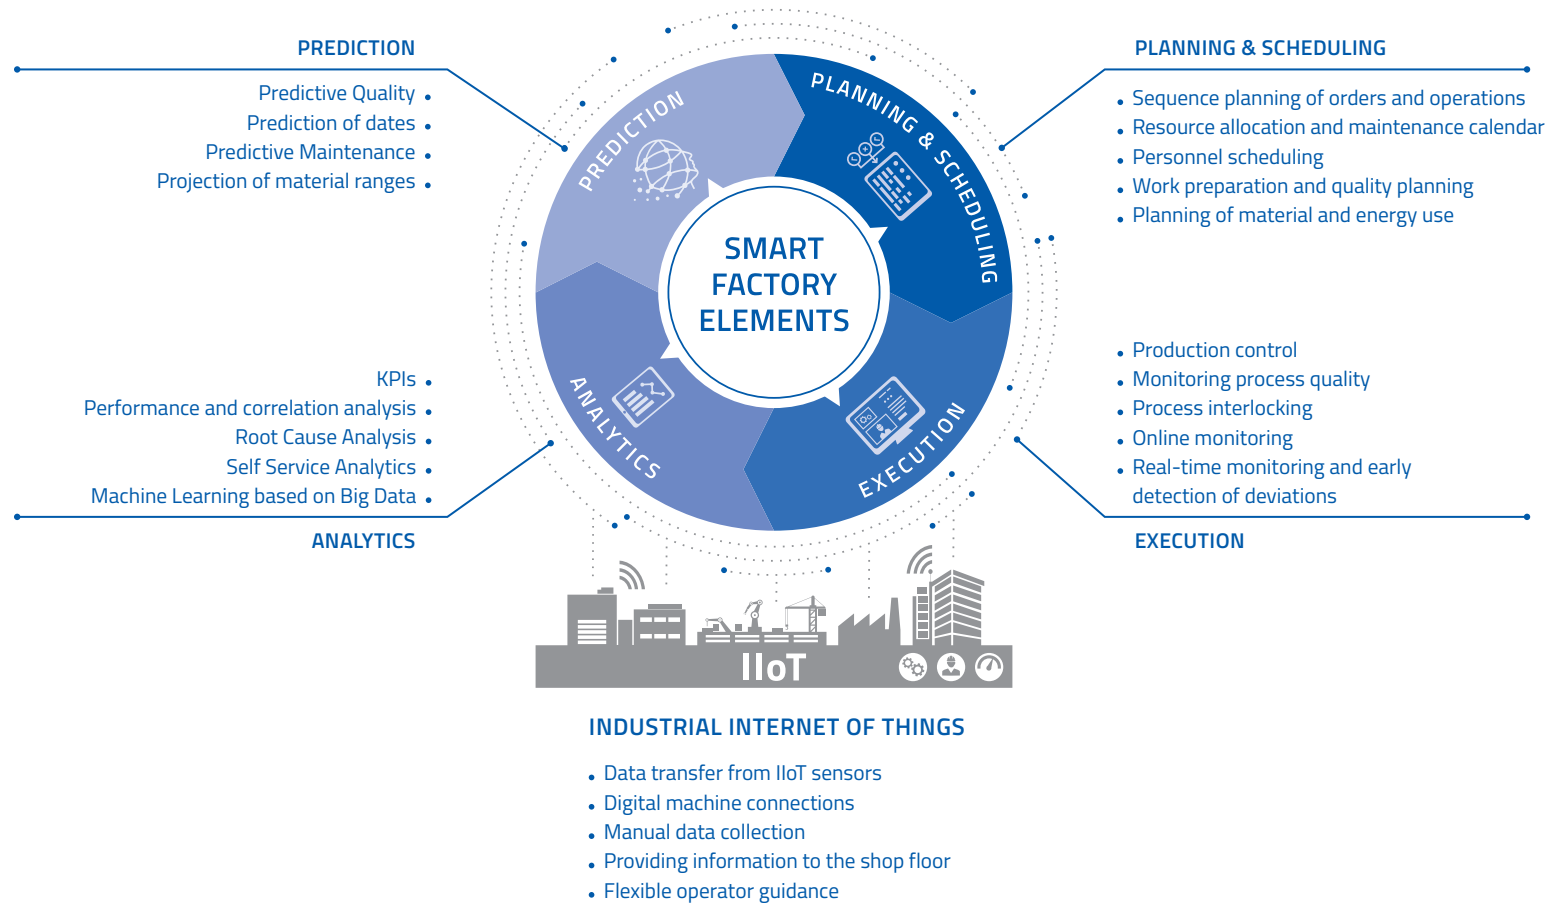 PREDICTION
Predictive Quality
Prediction of dates
Predictive Maintenance
Projection of material ranges
PLANNING & SCHEDULING
Sequence planning of orders and operations
Resource allocation and maintenance calendar
Personnel scheduling
Work preparation and quality planning
Planning of material and energy use
PREDICTION
PLANNING & SCHEDULING
SMART
FACTORY
ELEMENTS
ANALYTICS
EXECUTION
KPIs
Performance and correlation analysis
Root Cause Analysis
Self Service Analytics
Machine Learning based on Big Data
ANALYTICS
Production control
Monitoring process quality
Process interlocking
Online monitoring
Real-time monitoring and early
detection of deviations
EXECUTION
IIoT
INDUSTRIAL INTERNET OF THINGS
Data transfer from IIoT sensors
Digital machine connections
Manual data collection
Providing information to the shop floor
Flexible operator guidance